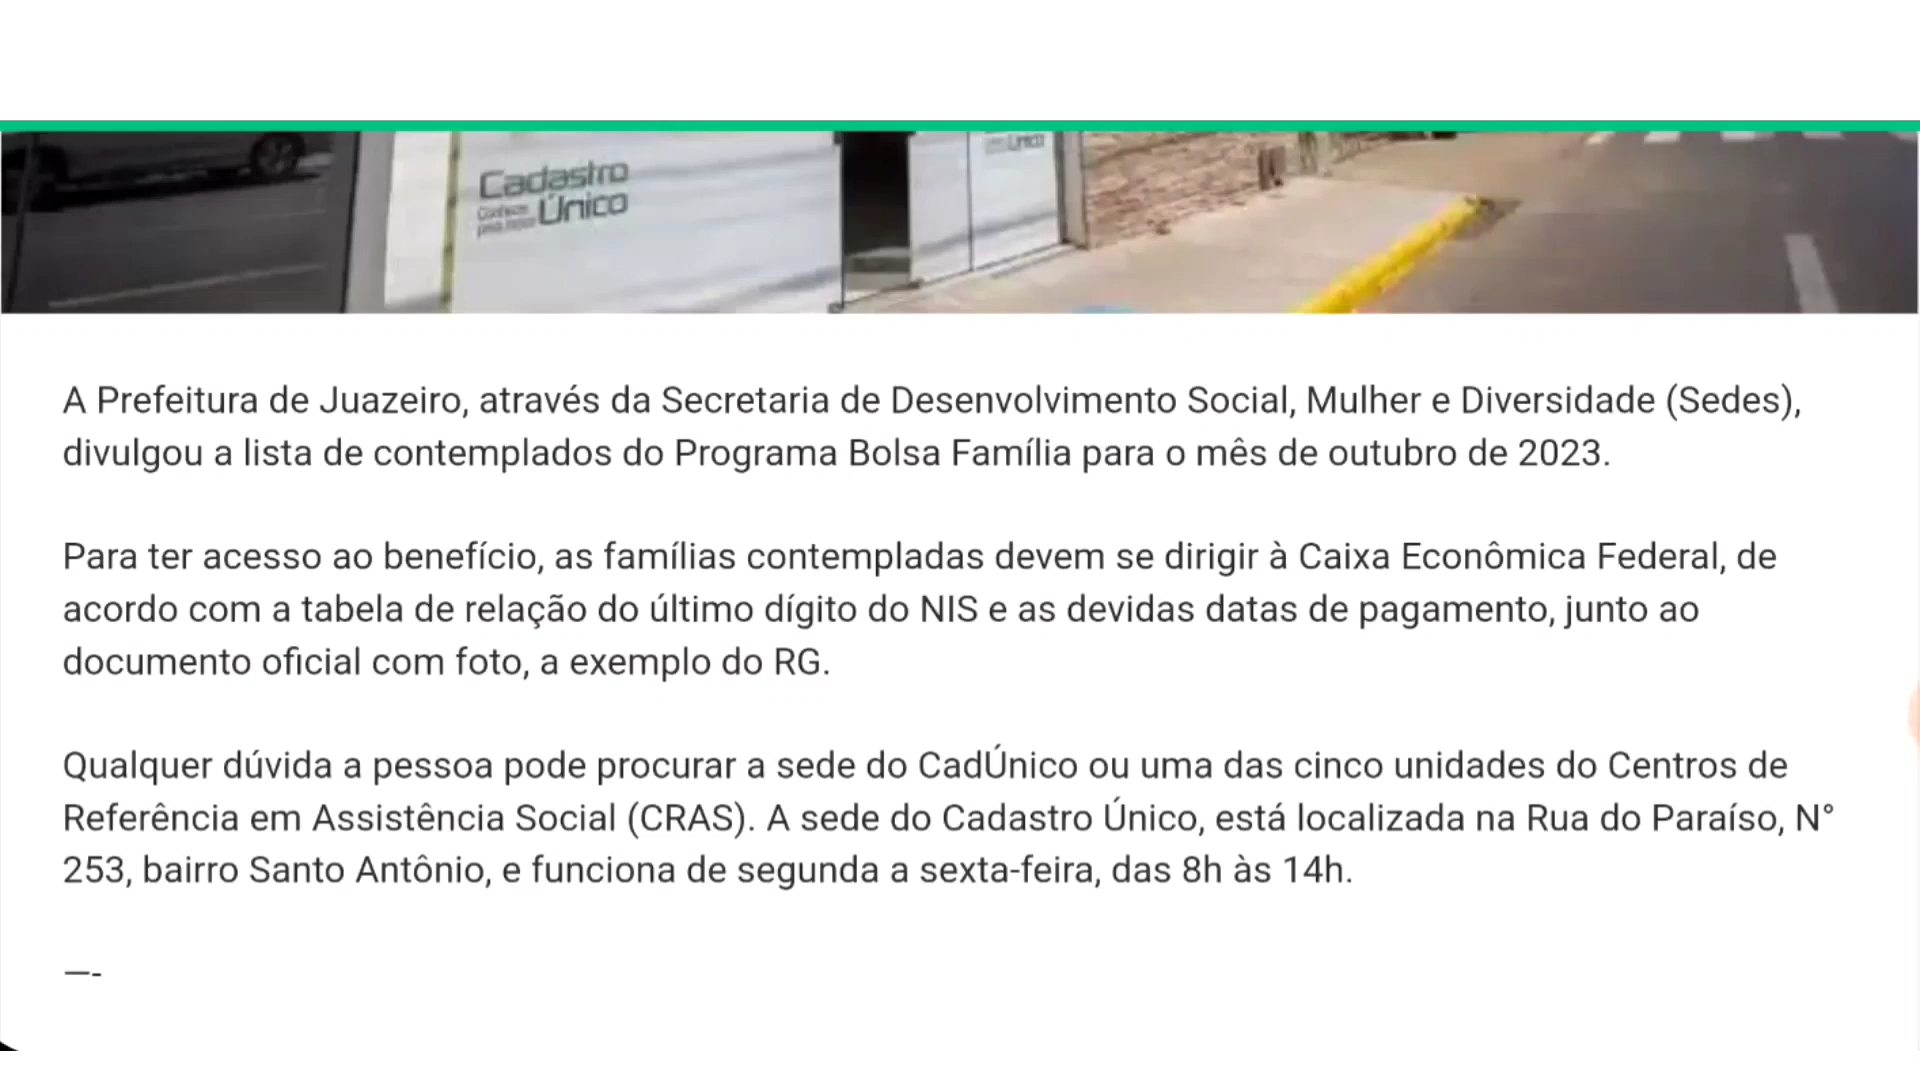 Cadastro
Único
Único
A Prefeitura de Juazeiro, através da Secretaria de Desenvolvimento Social, Mulher e Diversidade (Sedes),
divulgou a lista de contemplados do Programa Bolsa Família para o mês de outubro de 2023.
Para ter acesso ao benefício, as famílias contempladas devem se dirigir à Caixa Econômica Federal, de
acordo com a tabela de relação do último dígito do NIS e as devidas datas de pagamento, junto ao
documento oficial com foto, a exemplo do RG.
Qualquer dúvida a pessoa pode procurar a sede do CadÚnico ou uma das cinco unidades do Centros de
Referência em Assistência Social (CRAS). A sede do Cadastro Único, está localizada na Rua do Paraíso, N°
253, bairro Santo Antônio, e funciona de segunda a sexta-feira, das 8h às 14h.
—-